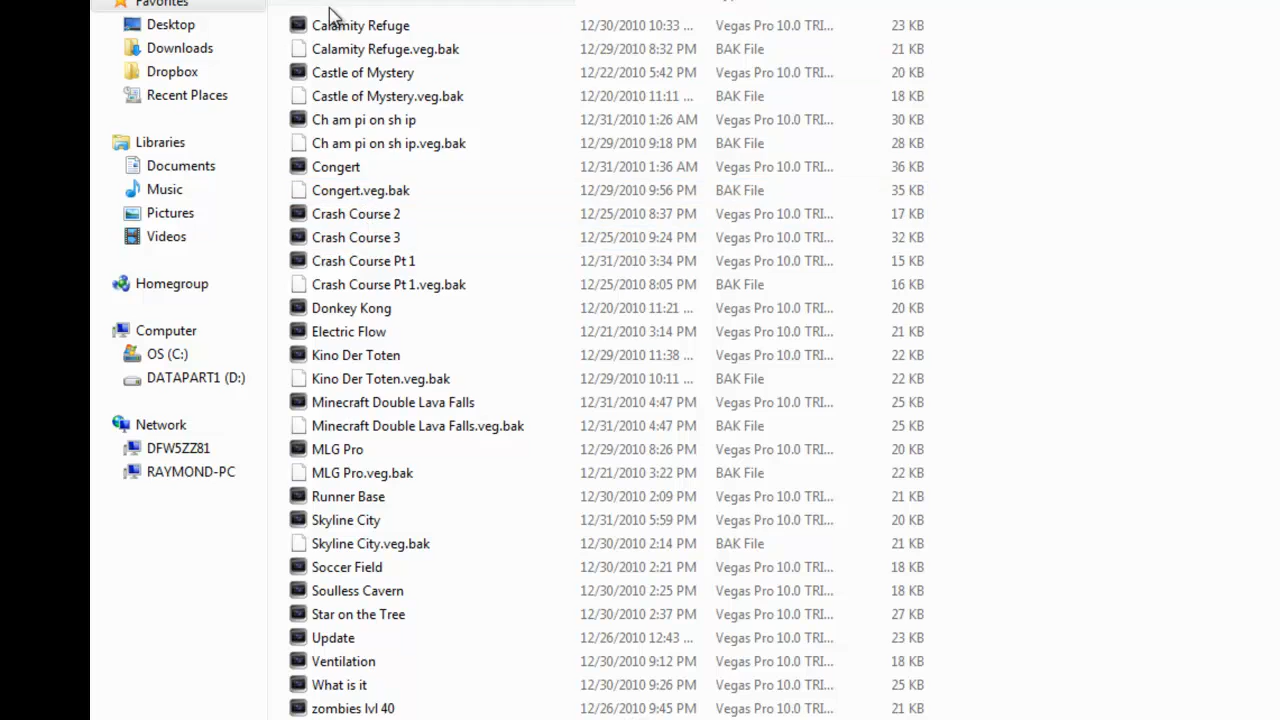 Favorites
Desktop
Downloads
Dropbox
Recent Places
Libraries
Documents
Music
Pictures
Videos
Homegroup
Computer
OS (C:)
DATAPART1 (D:)
Network
DFW5ZZ81
RAYMOND-PC
Calamity Refuge 12/30/2010 10:33 ... Vegas Pro 10.0 TRI... 23 KB
Calamity Refuge.veg.bak 12/29/2010 8:32 PM BAK File 21 KB
Castle of Mystery 12/22/2010 5:42 PM Vegas Pro 10.0 TRI... 20 KB
Castle of Mystery.veg.bak 12/20/2010 11:11 ... BAK File 18 KB
Ch am pi on sh ip 12/31/2010 1:26 AM Vegas Pro 10.0 TRI... 30 KB
Ch am pi on sh ip.veg.bak 12/29/2010 9:18 PM BAK File 28 KB
Congert 12/31/2010 1:36 AM Vegas Pro 10.0 TRI... 36 KB
Congert.veg.bak 12/29/2010 9:56 PM BAK File 35 KB
Crash Course 2 12/25/2010 8:37 PM Vegas Pro 10.0 TRI... 17 KB
Crash Course 3 12/25/2010 9:24 PM Vegas Pro 10.0 TRI... 32 KB
Crash Course Pt 1 12/31/2010 3:34 PM Vegas Pro 10.0 TRI... 15 KB
Crash Course Pt 1.veg.bak 12/25/2010 8:05 PM BAK File 16 KB
Donkey Kong 12/20/2010 11:21 ... Vegas Pro 10.0 TRI... 20 KB
Electric Flow 12/21/2010 3:14 PM Vegas Pro 10.0 TRI... 21 KB
Kino Der Toten 12/29/2010 11:38 ... Vegas Pro 10.0 TRI... 22 KB
Kino Der Toten.veg.bak 12/29/2010 10:11 ... BAK File 22 KB
Minecraft Double Lava Falls 12/31/2010 4:47 PM Vegas Pro 10.0 TRI... 25 KB
Minecraft Double Lava Falls.veg.bak 12/31/2010 4:47 PM BAK File 25 KB
MLG Pro 12/29/2010 8:26 PM Vegas Pro 10.0 TRI... 20 KB
MLG Pro.veg.bak 12/21/2010 3:22 PM BAK File 22 KB
Runner Base 12/30/2010 2:09 PM Vegas Pro 10.0 TRI... 21 KB
Skyline City 12/31/2010 5:59 PM Vegas Pro 10.0 TRI... 20 KB
Skyline City.veg.bak 12/30/2010 2:14 PM BAK File 21 KB
Soccer Field 12/30/2010 2:21 PM Vegas Pro 10.0 TRI... 18 KB
Soulless Cavern 12/30/2010 2:25 PM Vegas Pro 10.0 TRI... 18 KB
Star on the Tree 12/30/2010 2:37 PM Vegas Pro 10.0 TRI... 27 KB
Update 12/26/2010 12:43 ... Vegas Pro 10.0 TRI... 23 KB
Ventilation 12/30/2010 6:12 PM Vegas Pro 10.0 TRI... 18 KB
What is it 12/30/2010 9:26 PM Vegas Pro 10.0 TRI... 25 KB
zombies lvl 40 12/26/2010 9:45 PM Vegas Pro 10.0 TRI... 21 KB